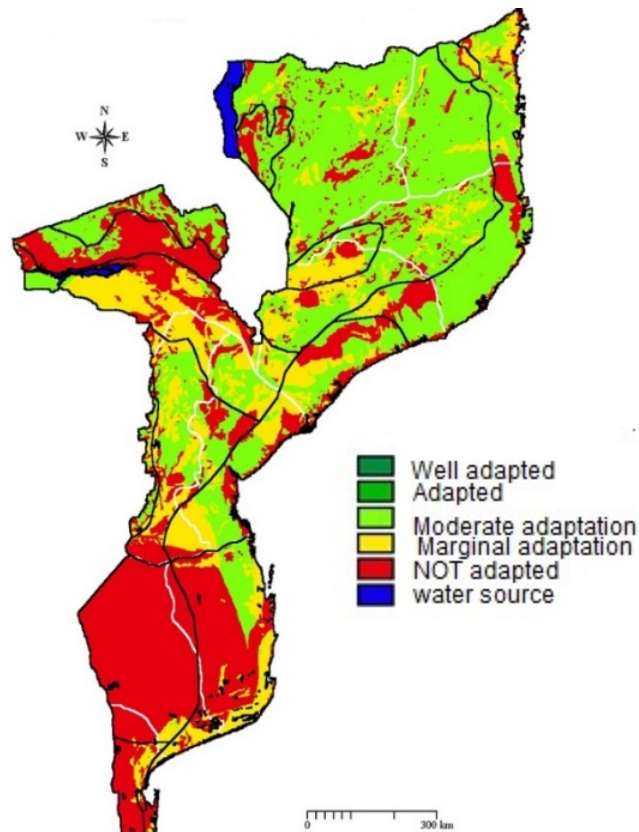 N
W E
S
Well adapted
Adapted
Moderate adaptation
Marginal adaptation
NOT adapted
water source
0 300 km